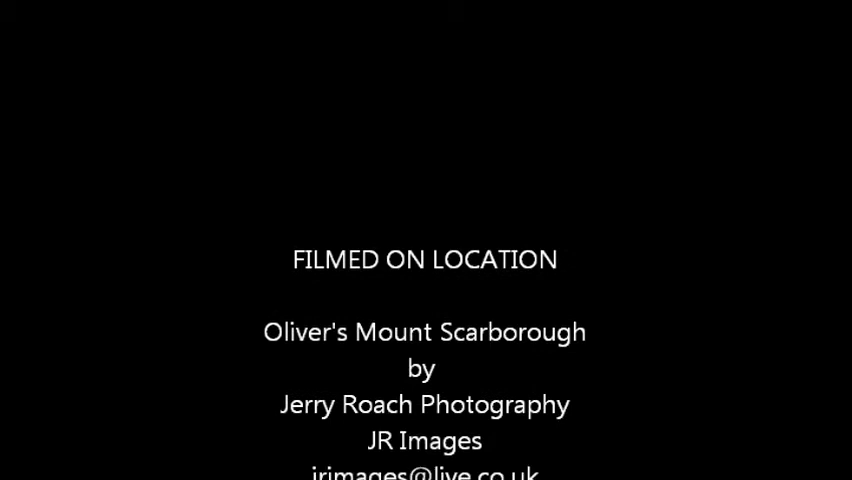 FILMED ON LOCATION
Oliver's Mount Scarborough
by
Jerry Roach Photography
JR Images
jrimages@live.co.uk